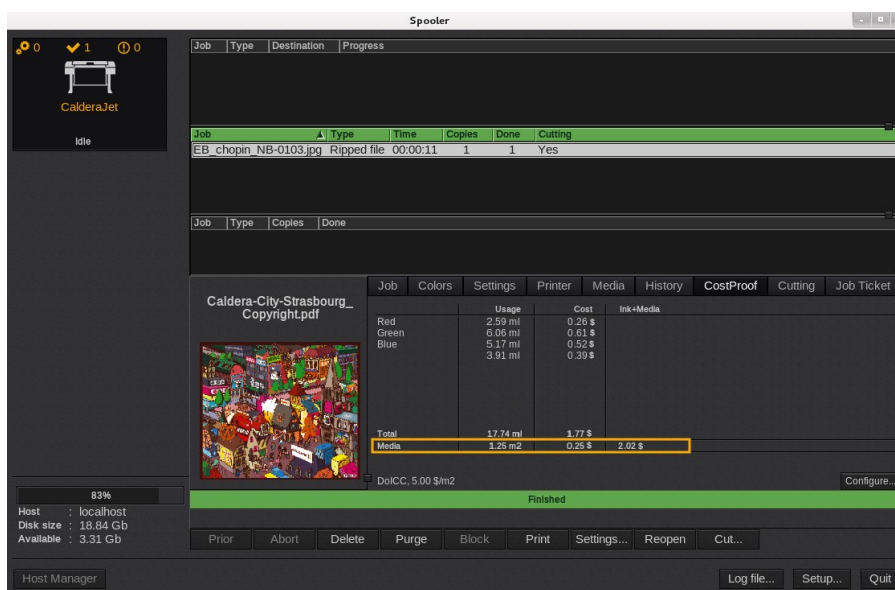 Spooler
0 1 0
CalderaJet
Idle
Job Type Destination Progress
Job Type Time Copies Done Cutting
EB_chopin_NB-0103.jpg Ripped file 00:00:11 1 1 Yes
Job Type Copies Done
Caldera-City-Strasbourg_
Copyright.pdf
Job Colors Settings Printer Media History CostProof Cutting Job Ticket
Usage Cost Ink+Media
Red 2.59 ml 0.26 $
Green 6.06 ml 0.61 $
Blue 5.17 ml 0.52 $
3.91 ml 0.39 $
Total 17.74 ml 1.77 $
Media 1.25 m2 0.25 $ 2.02 $
DoICC, 5.00 $/m2
Configure...
83%
Finished
Host : localhost
Disk size : 18.84 Gb
Available : 3.31 Gb
Prior Abort Delete Purge Block Print Settings... Reopen Cut...
Host Manager Log file... Setup... Quit